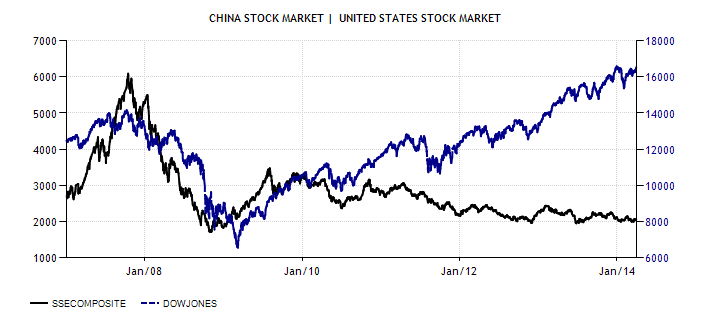 CHINA STOCK MARKET | UNITED STATES STOCK MARKET
7000 18000
6000 16000
5000 14000
4000 12000
3000 10000
2000 8000
1000 6000
Jan/08 Jan/10 Jan/12 Jan/14
SSECOMPOSITE DOWJONES